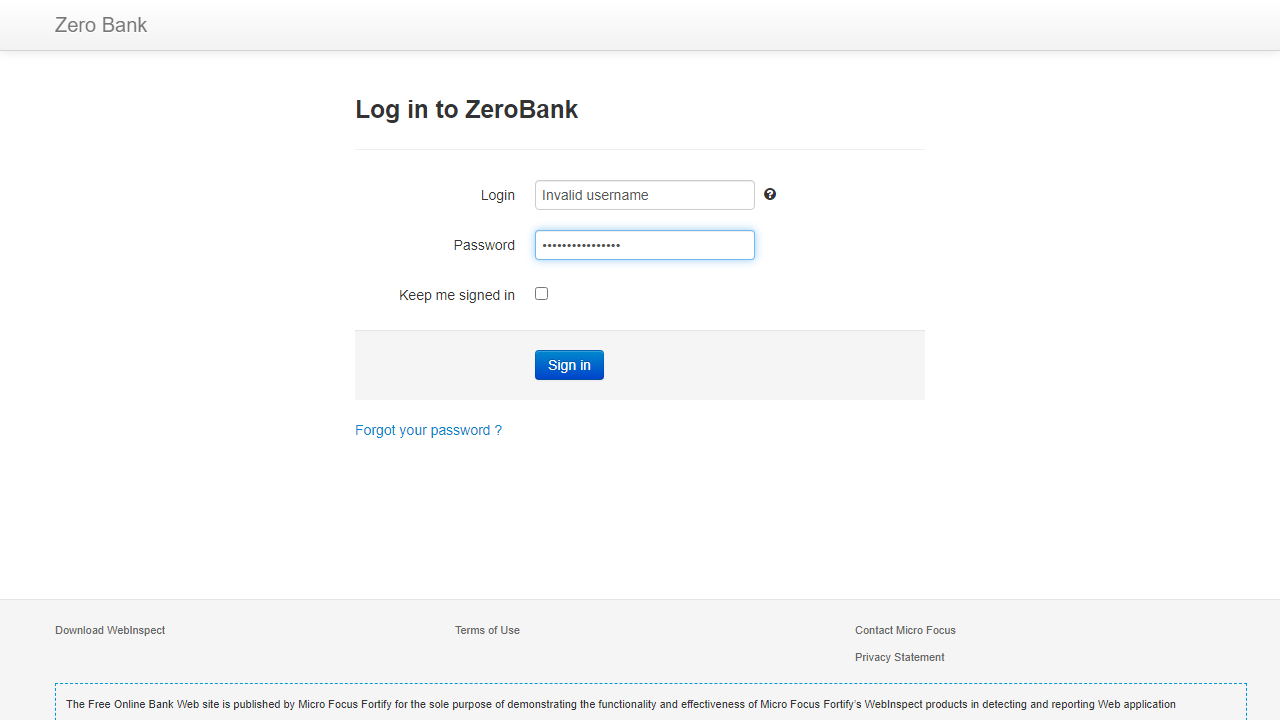 Zero Bank
Log in to ZeroBank
Login
Invalid username
Password
••••••••••••••••
Keep me signed in
Sign in
Forgot your password ?
Download WebInspect
Terms of Use
Contact Micro Focus
Privacy Statement
The Free Online Bank Web site is published by Micro Focus Fortify for the sole purpose of demonstrating the functionality and effectiveness of Micro Focus Fortify's WebInspect products in detecting and reporting Web application